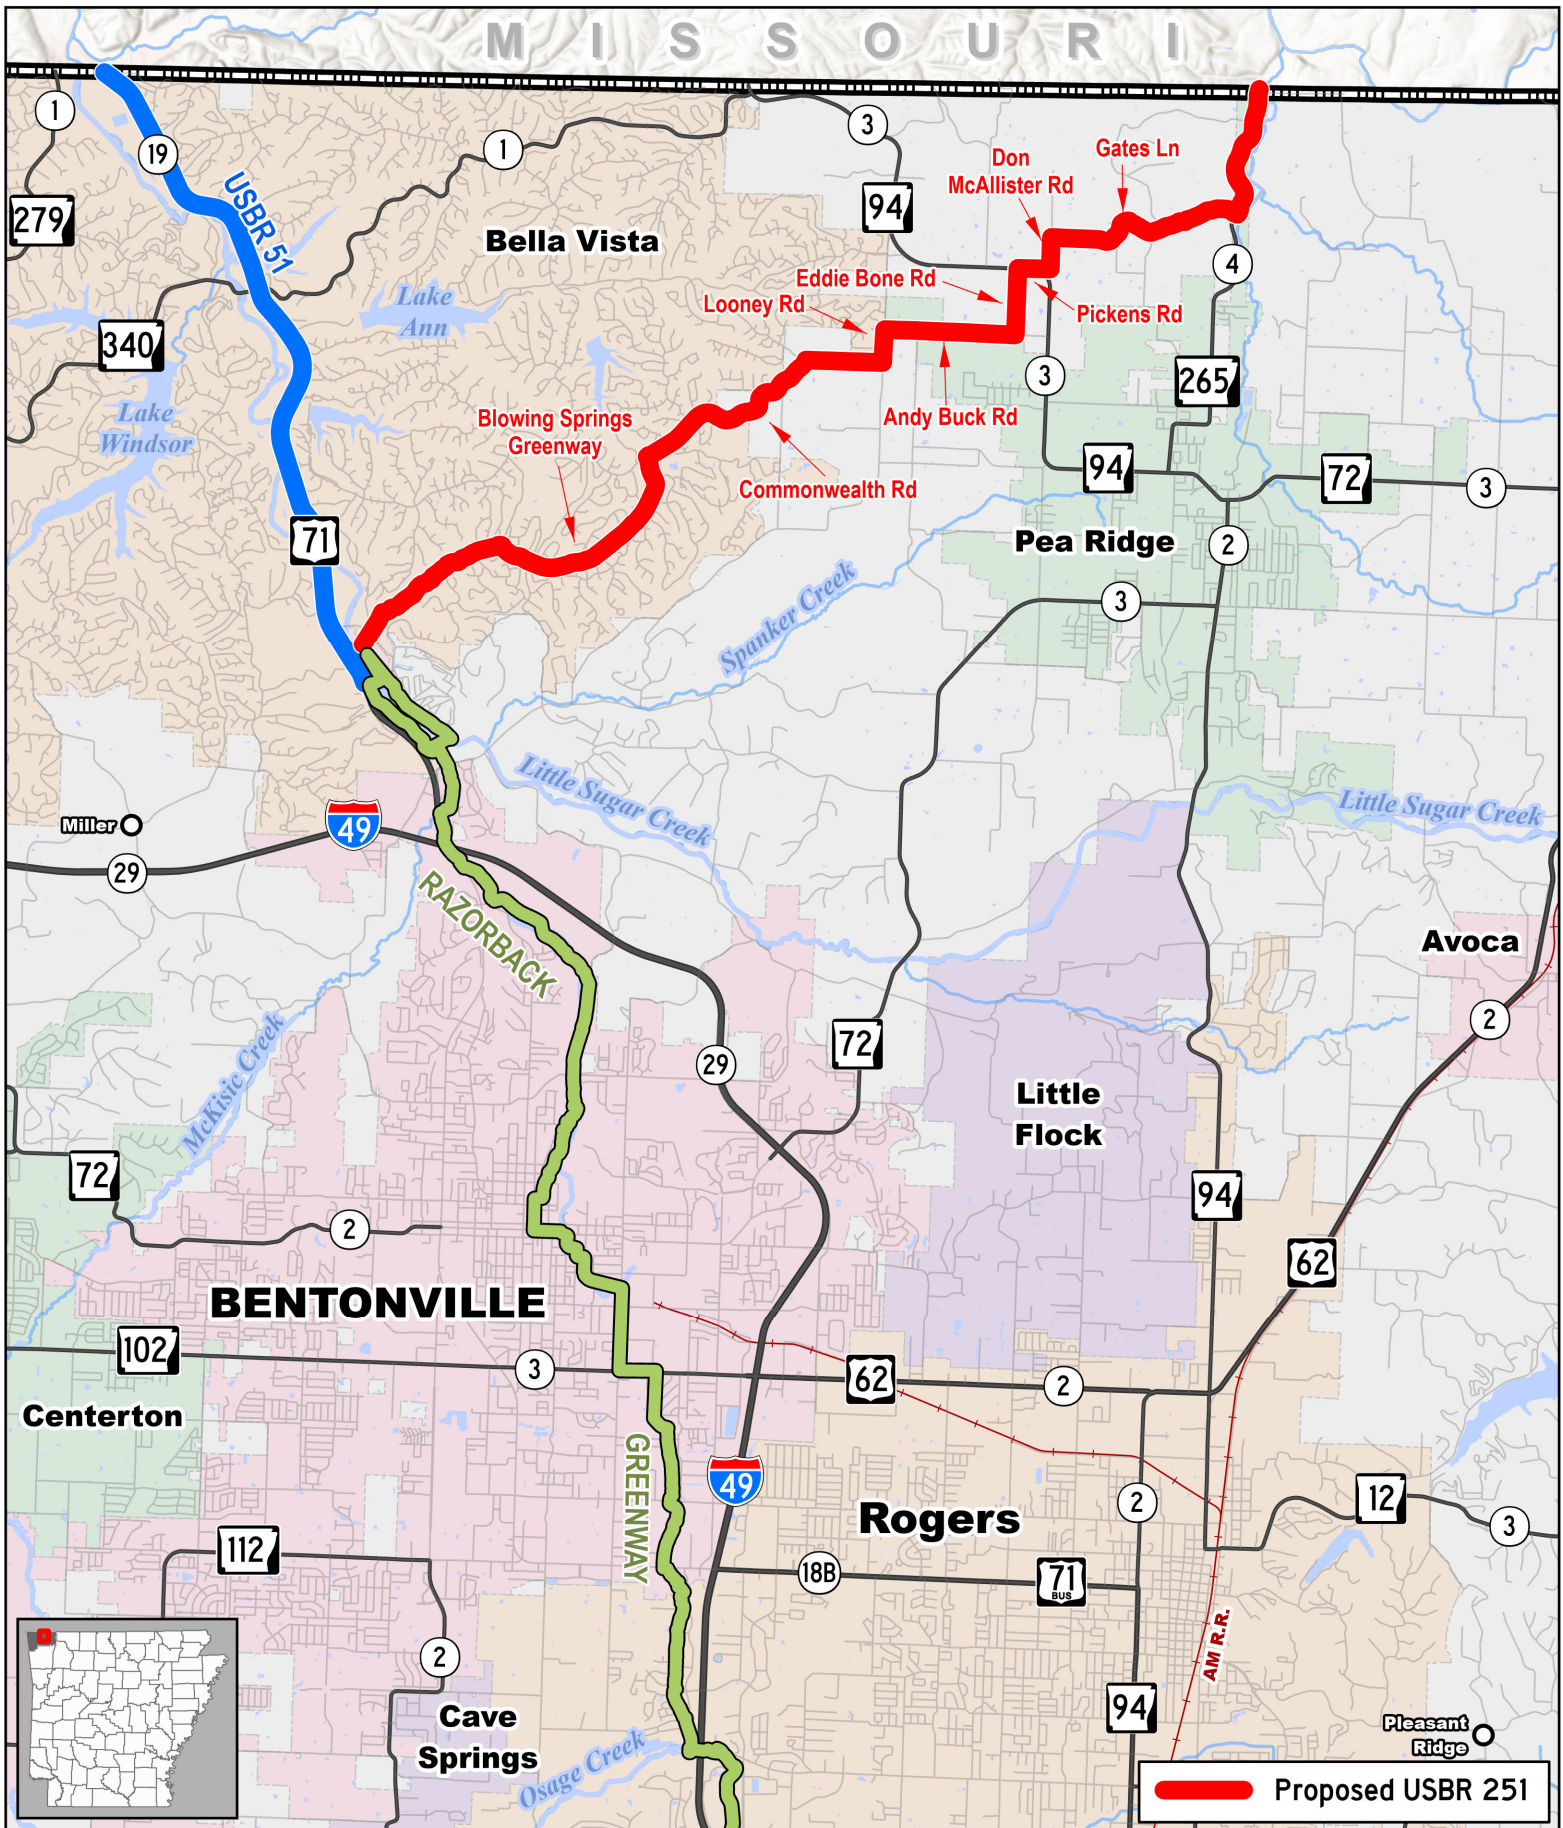 MISSOURI
1
19
1
3
279
USBR 51
94
Don
McAllister Rd
Gates Ln
Bella Vista
4
Eddie Bone Rd
Looney Rd
Pickens Rd
Lake
Ann
340
3
265
Lake
Windsor
Blowing Springs
Greenway
Andy Buck Rd
Commonwealth Rd
94
72
3
71
Pea Ridge
2
3
Spanker Creek
Little Sugar Creek
Little Sugar Creek
Miller
49
29
RAZORBACK
Avoca
2
McKisic Creek
29
72
Little
Flock
72
94
2
62
BENTONVILLE
102
3
62
2
Centerton
GREENWAY
49
Rogers
2
12
3
112
18B
71
BUS
2
AM R.R.
94
Cave
Springs
Osage Creek
Pleasant
Ridge
Proposed USBR 251